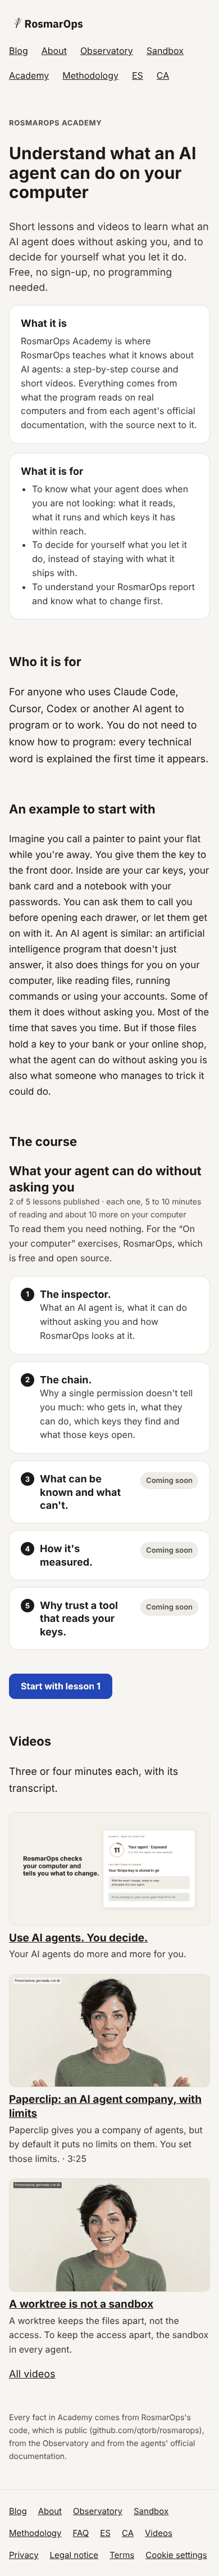 RosmarOps
Blog About Observatory Sandbox
Academy Methodology ES CA
ROSMAROPS ACADEMY
Understand what an AI
agent can do on your
computer
Short lessons and videos to learn what an
AI agent does without asking you, and to
decide for yourself what you let it do.
Free, no sign-up, no programming
needed.
What it is
RosmarOps Academy is where
RosmarOps teaches what it knows about
AI agents: a step-by-step course and
short videos. Everything comes from
what the program reads on real
computers and from each agent's official
documentation, with the source next to it.
What it is for
• To know what your agent does when
you are not looking: what it reads,
what it runs and which keys it has
within reach.
• To decide for yourself what you let it
do, instead of staying with what it
ships with.
• To understand your RosmarOps report
and know what to change first.
Who it is for
For anyone who uses Claude Code,
Cursor, Codex or another AI agent to
program or to work. You do not need to
know how to program: every technical
word is explained the first time it appears.
An example to start with
Imagine you call a painter to paint your flat
while you're away. You give them the key to
the front door. Inside are your car keys, your
bank card and a notebook with your
passwords. You can ask them to call you
before opening each drawer, or let them get
on with it. An AI agent is similar: an artificial
intelligence program that doesn't just
answer, it also does things for you on your
computer, like reading files, running
commands or using your accounts. Some of
them it does without asking you. Most of the
time that saves you time. But if those files
hold a key to your bank or your online shop,
what the agent can do without asking you is
also what someone who manages to trick it
could do.
The course
What your agent can do without
asking you
2 of 5 lessons published · each one, 5 to 10 minutes
of reading and about 10 more on your computer
To read them you need nothing. For the “On
your computer” exercises, RosmarOps, which
is free and open source.
1 The inspector.
What an AI agent is, what it can do
without asking you and how
RosmarOps looks at it.
2 The chain.
Why a single permission doesn't tell
you much: who gets in, what they
can do, which keys they find and
what those keys open.
3 What can be
known and what
can't.
Coming soon
4 How it's
measured.
Coming soon
5 Why trust a tool
that reads your
keys.
Coming soon
Start with lesson 1
Videos
Three or four minutes each, with its
transcript.
RosmarOps checks
your computer and
tells you what to change.
11
Your agent · Exposed
Use AI agents. You decide.
Your AI agents do more and more for you.
Paperclip: an AI agent company, with
limits
Paperclip gives you a company of agents, but
by default it puts no limits on them. You set
those limits. · 3:25
A worktree is not a sandbox
A worktree keeps the files apart, not the
access. To keep the access apart, the sandbox
in every agent.
All videos
Every fact in Academy comes from RosmarOps's
code, which is public (github.com/qtorb/rosmarops),
from the Observatory and from the agents' official
documentation.
Blog About Observatory Sandbox
Methodology FAQ ES CA Videos
Privacy Legal notice Terms Cookie settings